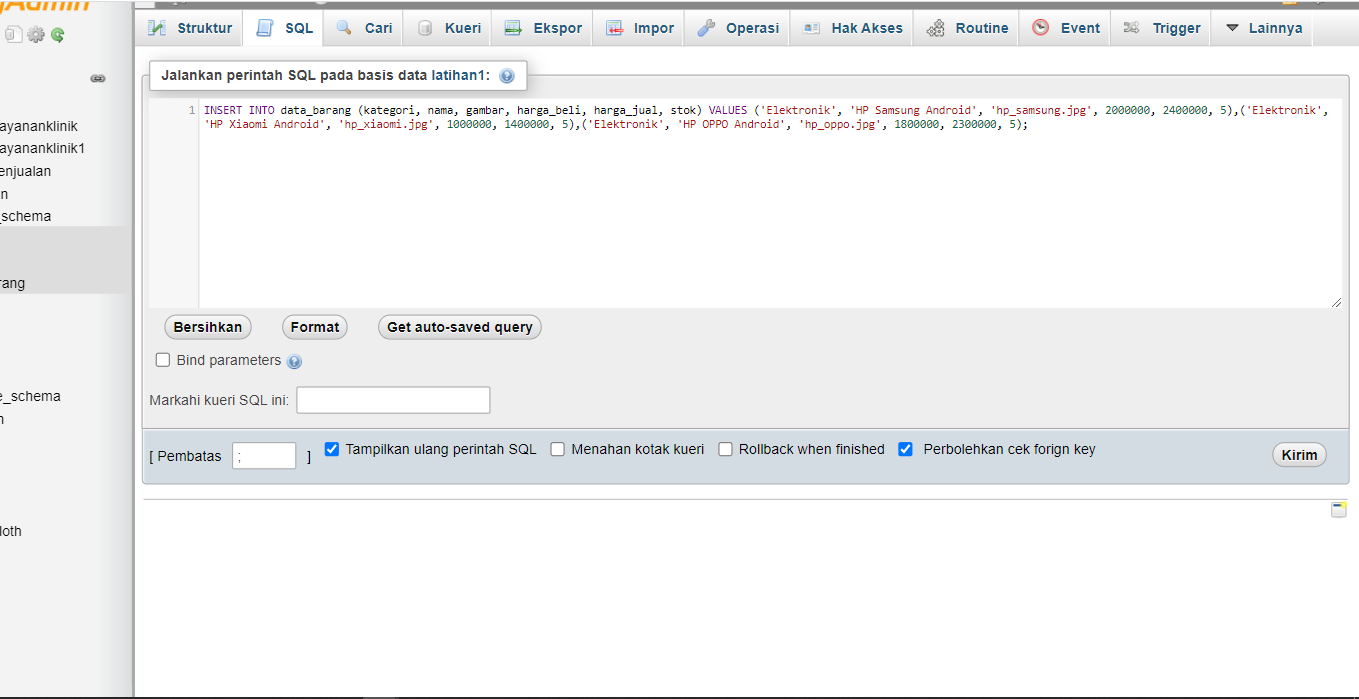 Struktur SQL Cari Kueri Ekspor Impor Operasi Hak Akses Routine Event Trigger Lainnya
Jalankan perintah SQL pada basis data latihan1:
1 INSERT INTO data_barang (kategori, nama, gambar, harga_beli, harga_jual, stok) VALUES ('Elektronik', 'HP Samsung Android', 'hp_samsung.jpg', 2000000, 2400000, 5),('Elektronik',
'HP Xiaomi Android', 'hp_xiaomi.jpg', 1000000, 1400000, 5),('Elektronik', 'HP OPPO Android', 'hp_oppo.jpg', 1800000, 2300000, 5);
ayananklinik
ayananklinik1
enjualan
n
_schema
rang
e_schema
loth
Bersihkan Format Get auto-saved query
Bind parameters
Markahi kueri SQL ini:
[ Pembatas ; ] Tampilkan ulang perintah SQL Menahan kotak kueri Rollback when finished Perbolehkan cek forign key Kirim